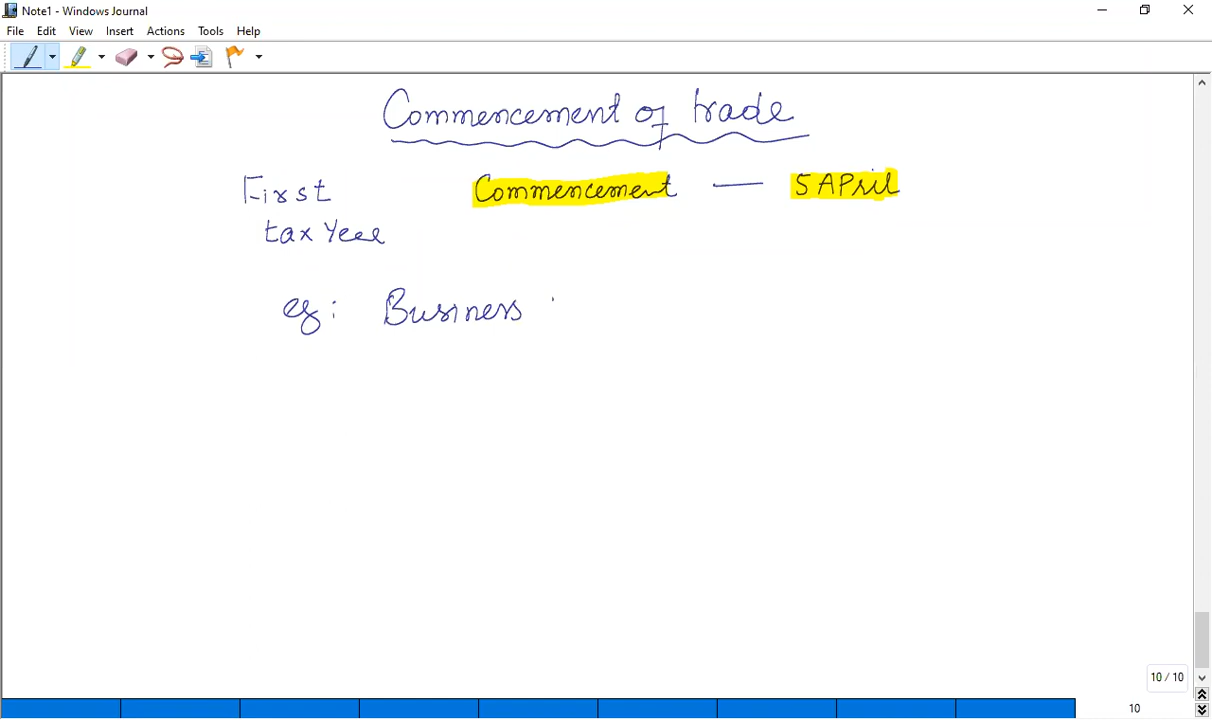 Note1 - Windows Journal
File Edit View Insert Actions Tools Help
Commencement of trade
First Commencement — 5 APril
tax Year
eg: Business
10 / 10
10